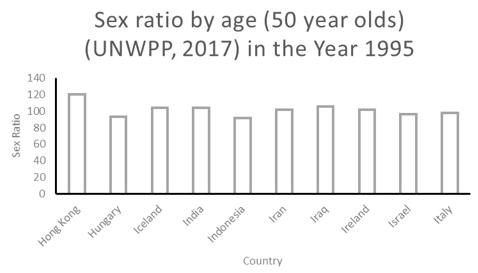 Sex ratio by age (50 year olds)
(UNWPP, 2017) in the Year 1995
140
120
100
80
60
40
20
0
Sex Ratio
Hong Kong
Hungary
Iceland
India
Indonesia
Iran
Iraq
Ireland
Israel
Italy
Country